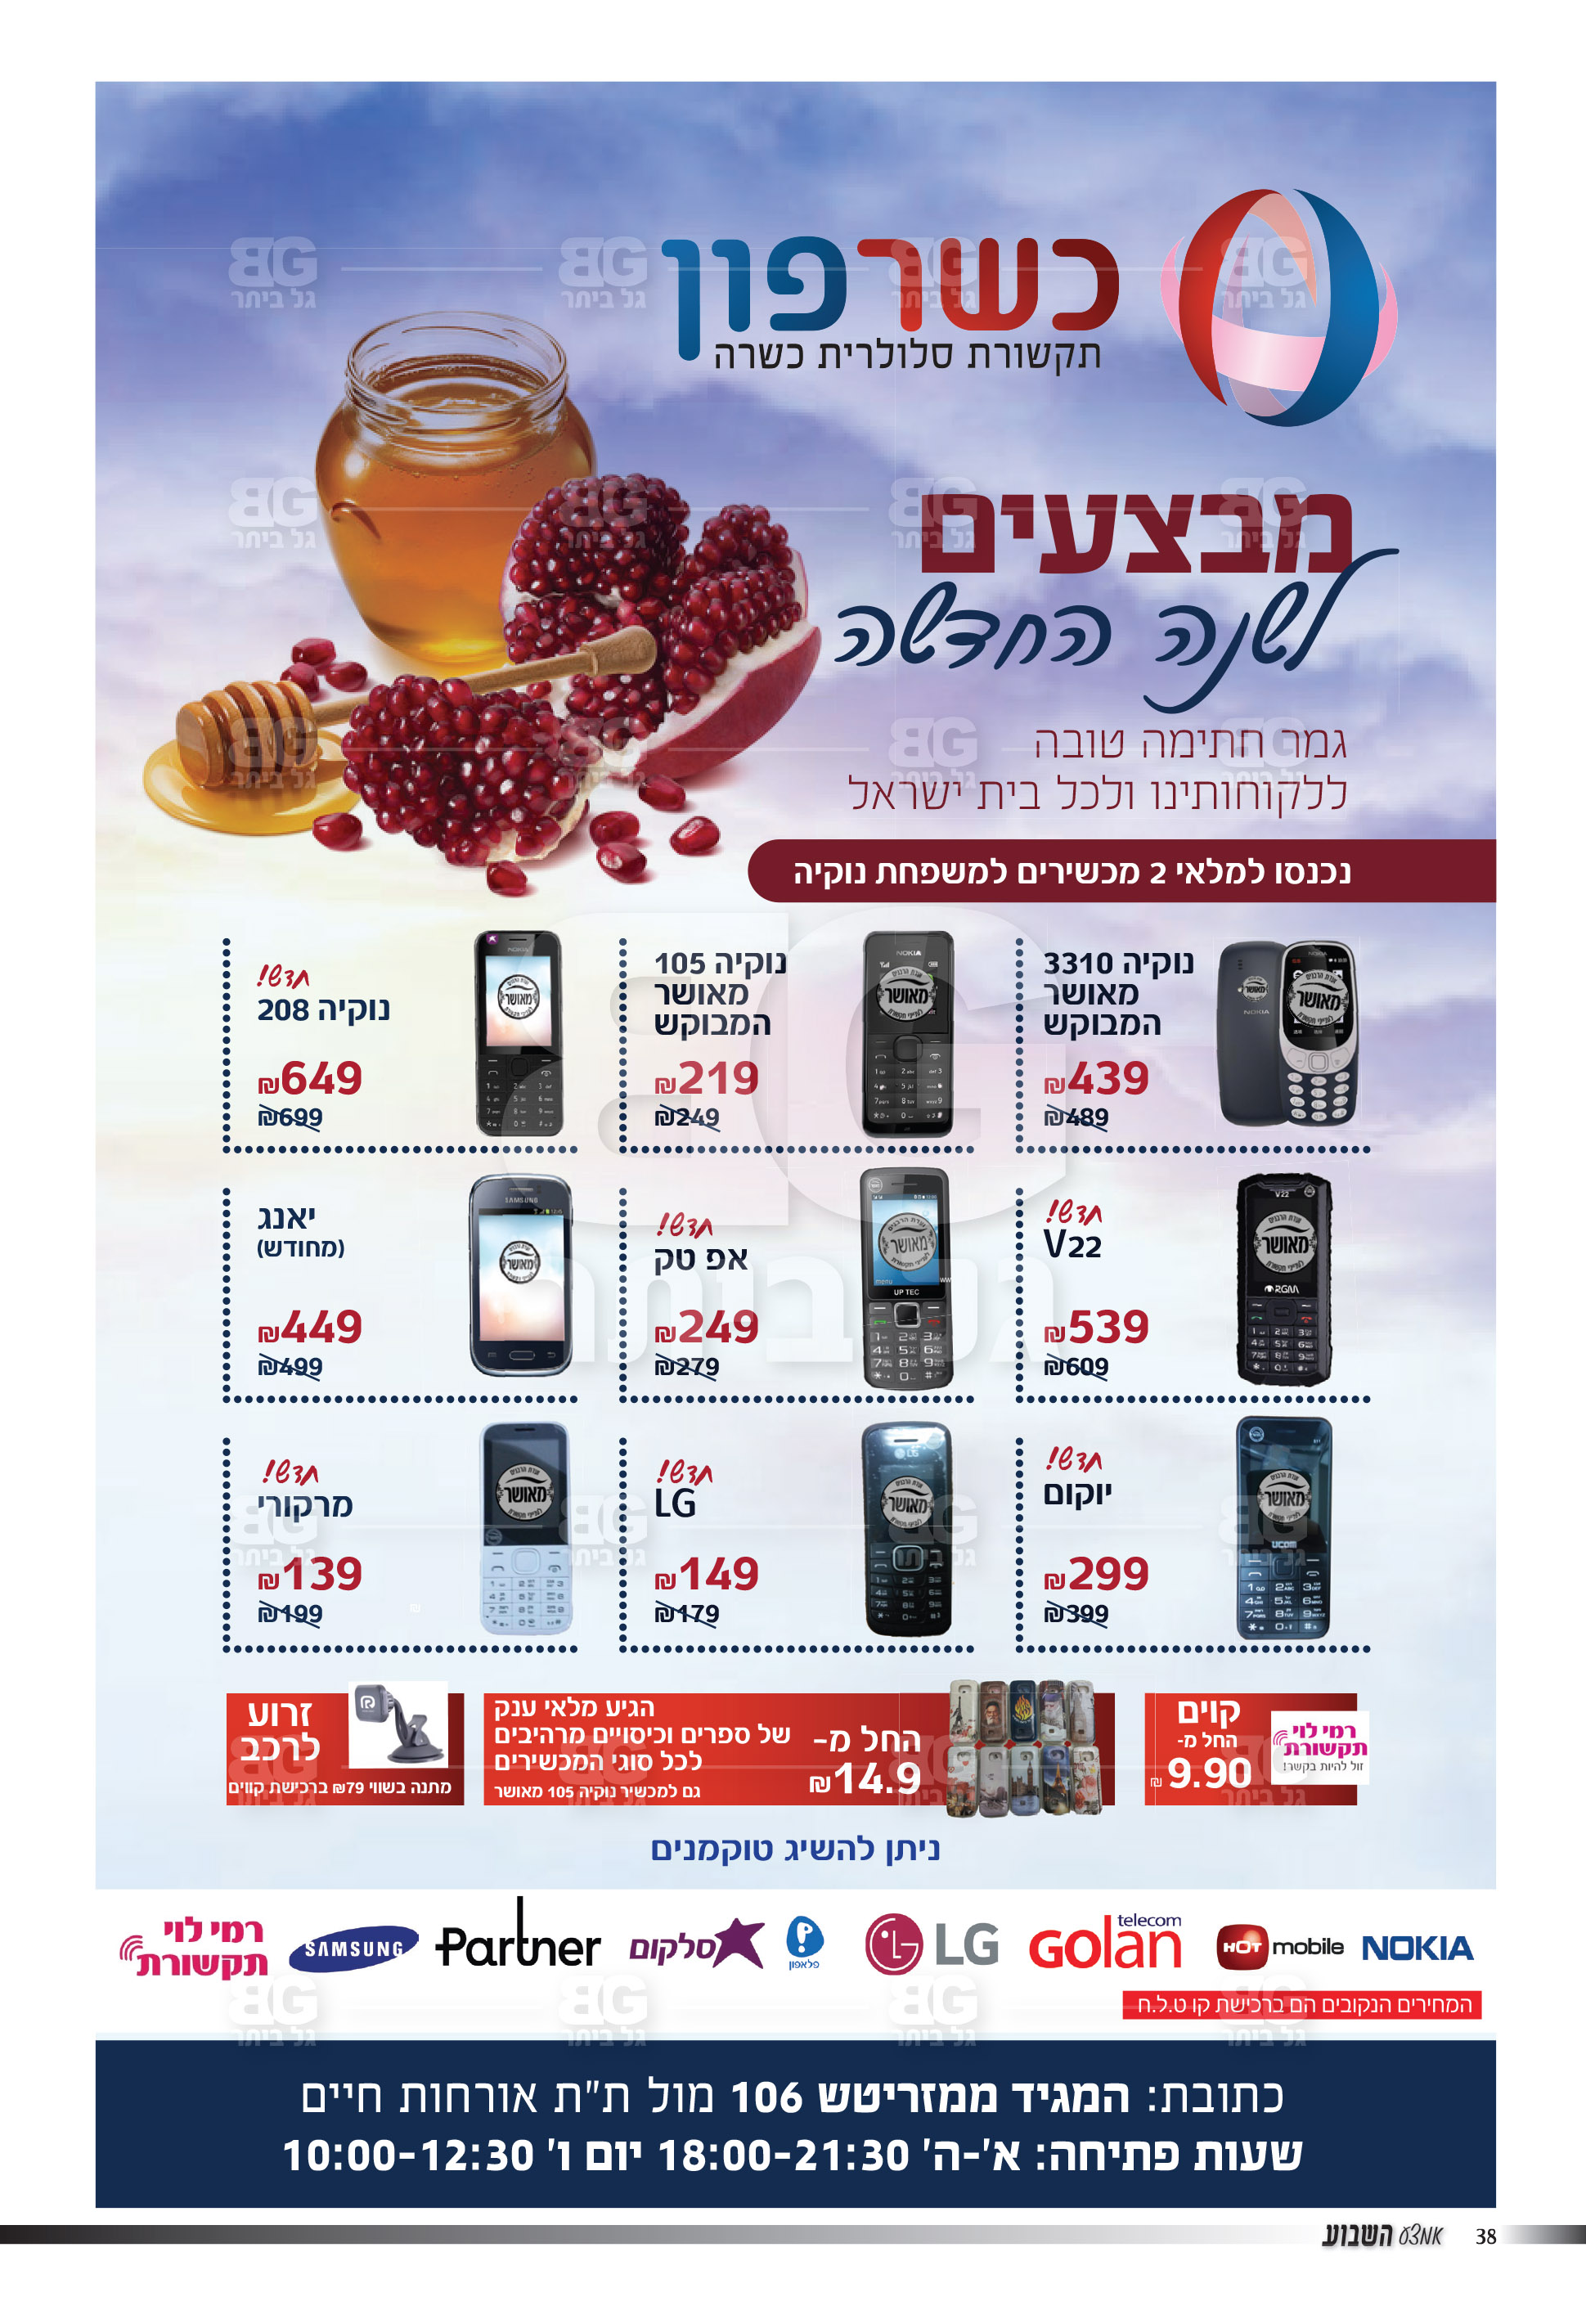 כשרפון
תקשורת סלולרית כשרה
מבצעים
לשנה החדשה
גמר חתימה טובה
ללקוחותינו ולכל בית ישראל
נכנסו למלאי 2 מכשירים למשפחת נוקיה
נוקיה 3310
מאושר
המבוקש
₪439
₪489
נוקיה 105
מאושר
המבוקש
₪219
₪249
חדש!
נוקיה 208
₪649
₪699
חדש!
V22
₪539
₪609
חדש!
אפ טק
₪249
₪279
יאנג
(מחודש)
₪449
₪499
חדש!
יוקום
₪299
₪399
חדש!
LG
₪149
₪179
חדש!
מרקורי
₪139
₪199
רמי לוי
תקשורת
זול להיות בקשר!
קוים
החל מ-
₪9.90
החל מ-
₪14.9
הגיע מלאי ענק
של ספרים וכיסויים מרהיבים
לכל סוגי המכשירים
גם למכשיר נוקיה 105 מאושר
זרוע
לרכב
מתנה בשווי 79₪ ברכישת קווים
ניתן להשיג טוקמנים
NOKIA
HOT mobile
Golan telecom
LG
פלאפון
סלקום
Partner
SAMSUNG
רמי לוי
תקשורת
המחירים הנקובים הם ברכישת קו ט.ל.ח
כתובת: המגיד ממזריטש 106 מול ת"ת אורחות חיים
שעות פתיחה: א'-ה' 18:00-21:30 יום ו' 10:00-12:30
38 אמצע השבוע
BG
גל ביתר